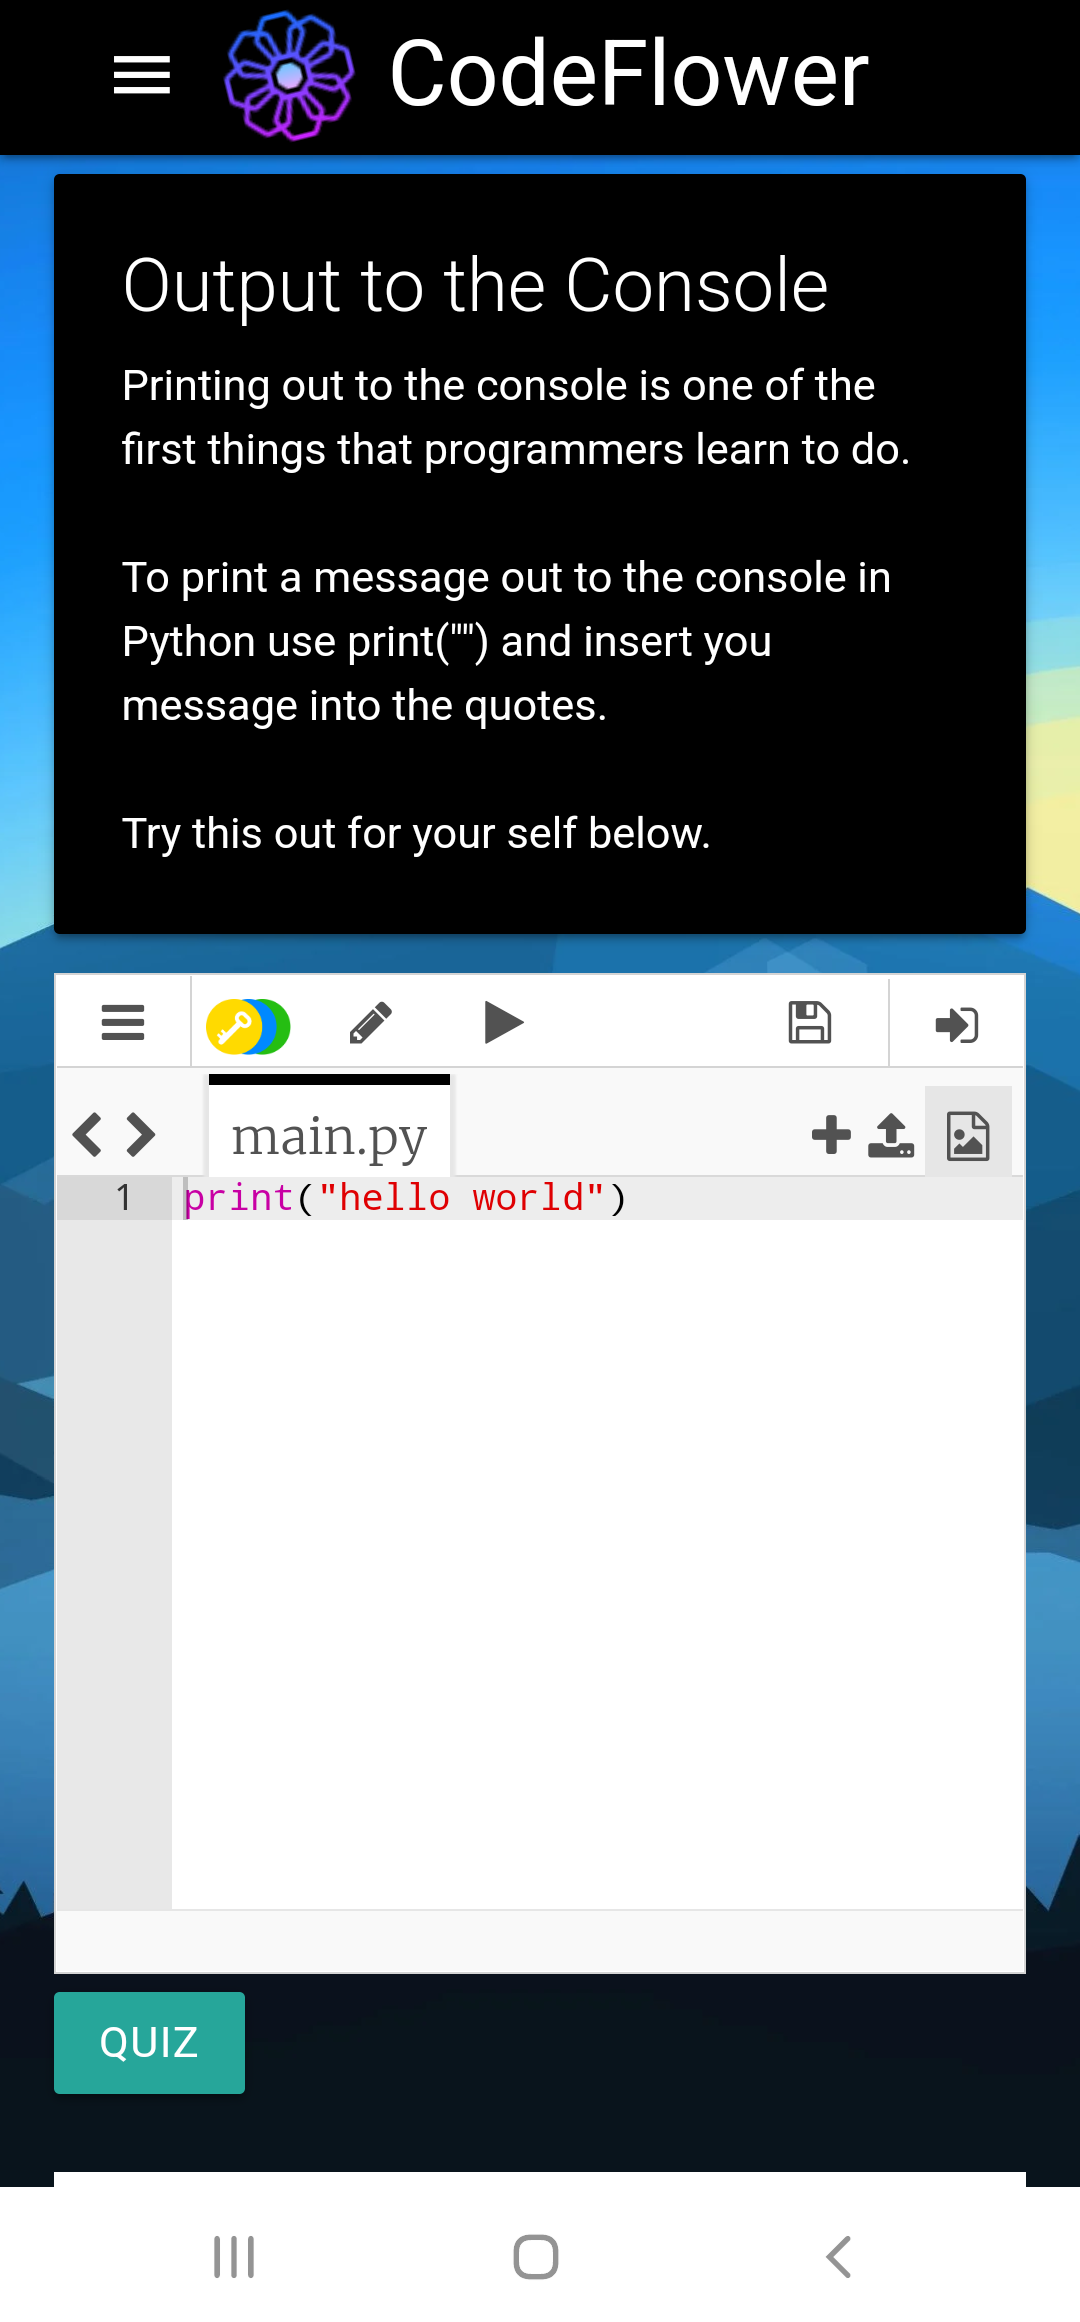 CodeFlower
Output to the Console
Printing out to the console is one of the
first things that programmers learn to do.
To print a message out to the console in
Python use print("") and insert you
message into the quotes.
Try this out for your self below.
main.py
1 print("hello world")
QUIZ